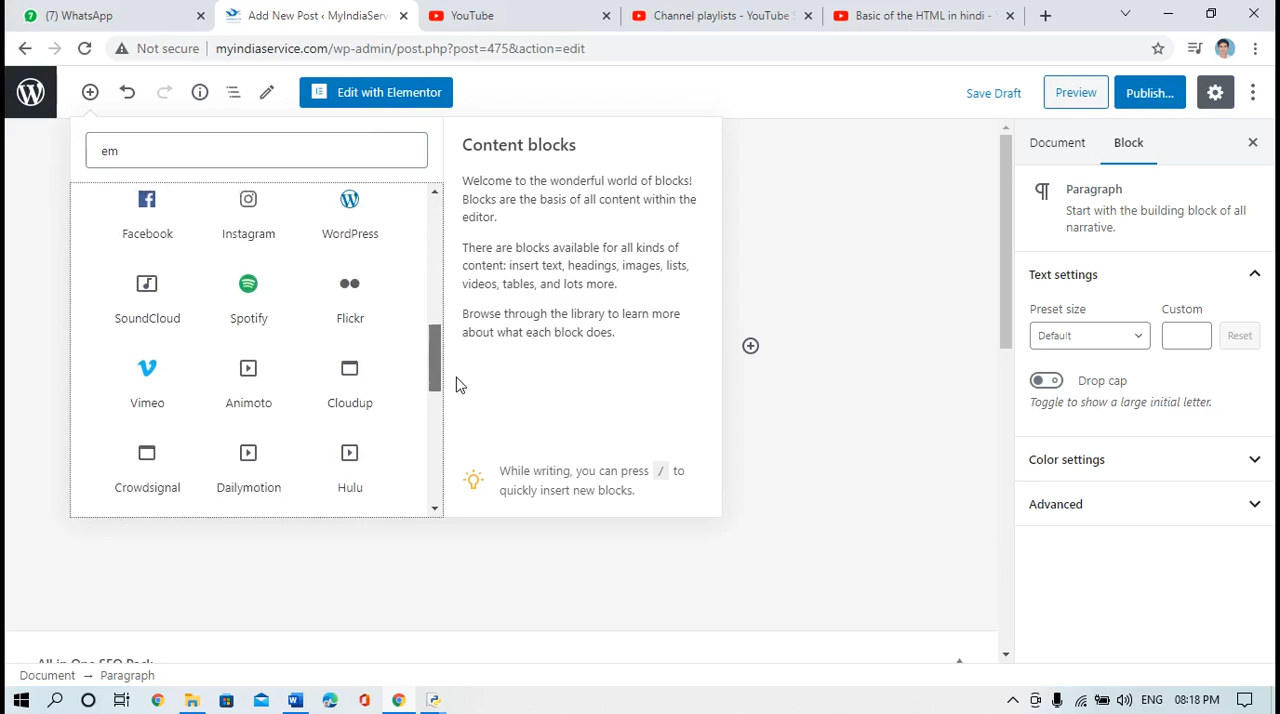 (7) WhatsApp
Add New Post ‹ MyIndiaServ
YouTube
Channel playlists - YouTube S
Basic of the HTML in hindi -
Not secure
myindiaservice.com/wp-admin/post.php?post=475&action=edit
Edit with Elementor
Save Draft
Preview
Publish...
em
Facebook
Instagram
WordPress
SoundCloud
Spotify
Flickr
Vimeo
Animoto
Cloudup
Crowdsignal
Dailymotion
Hulu
Content blocks
Welcome to the wonderful world of blocks!
Blocks are the basis of all content within the
editor.
There are blocks available for all kinds of
content: insert text, headings, images, lists,
videos, tables, and lots more.
Browse through the library to learn more
about what each block does.
While writing, you can press / to
quickly insert new blocks.
Document
Block
Paragraph
Start with the building block of all
narrative.
Text settings
Preset size
Custom
Default
Reset
Drop cap
Toggle to show a large initial letter.
Color settings
Advanced
All in One SEO Pack
Document → Paragraph
ENG
08:18 PM